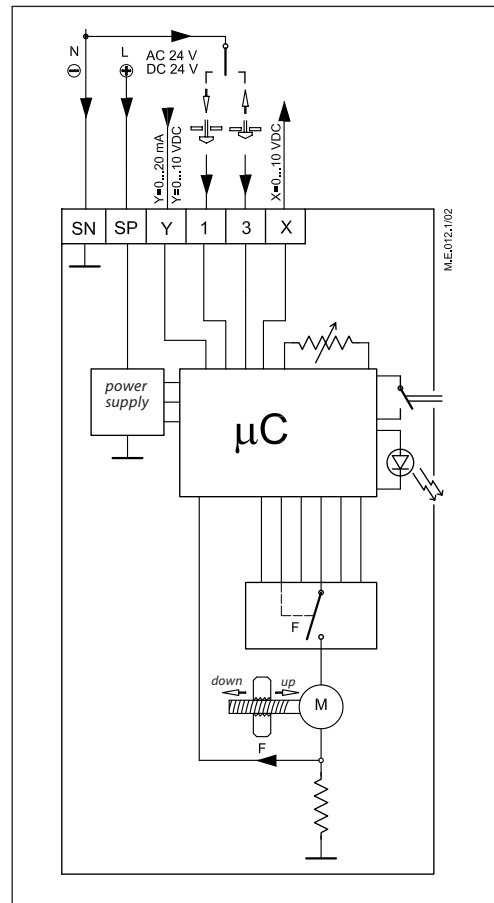 N
L
AC 24 V
DC 24 V
Y=0...20 mA
Y=0...10 VDC
X=0...10 VDC
SN
SP
Y
1
3
X
M.E.012.1/02
power
supply
μC
F
down
up
M
F